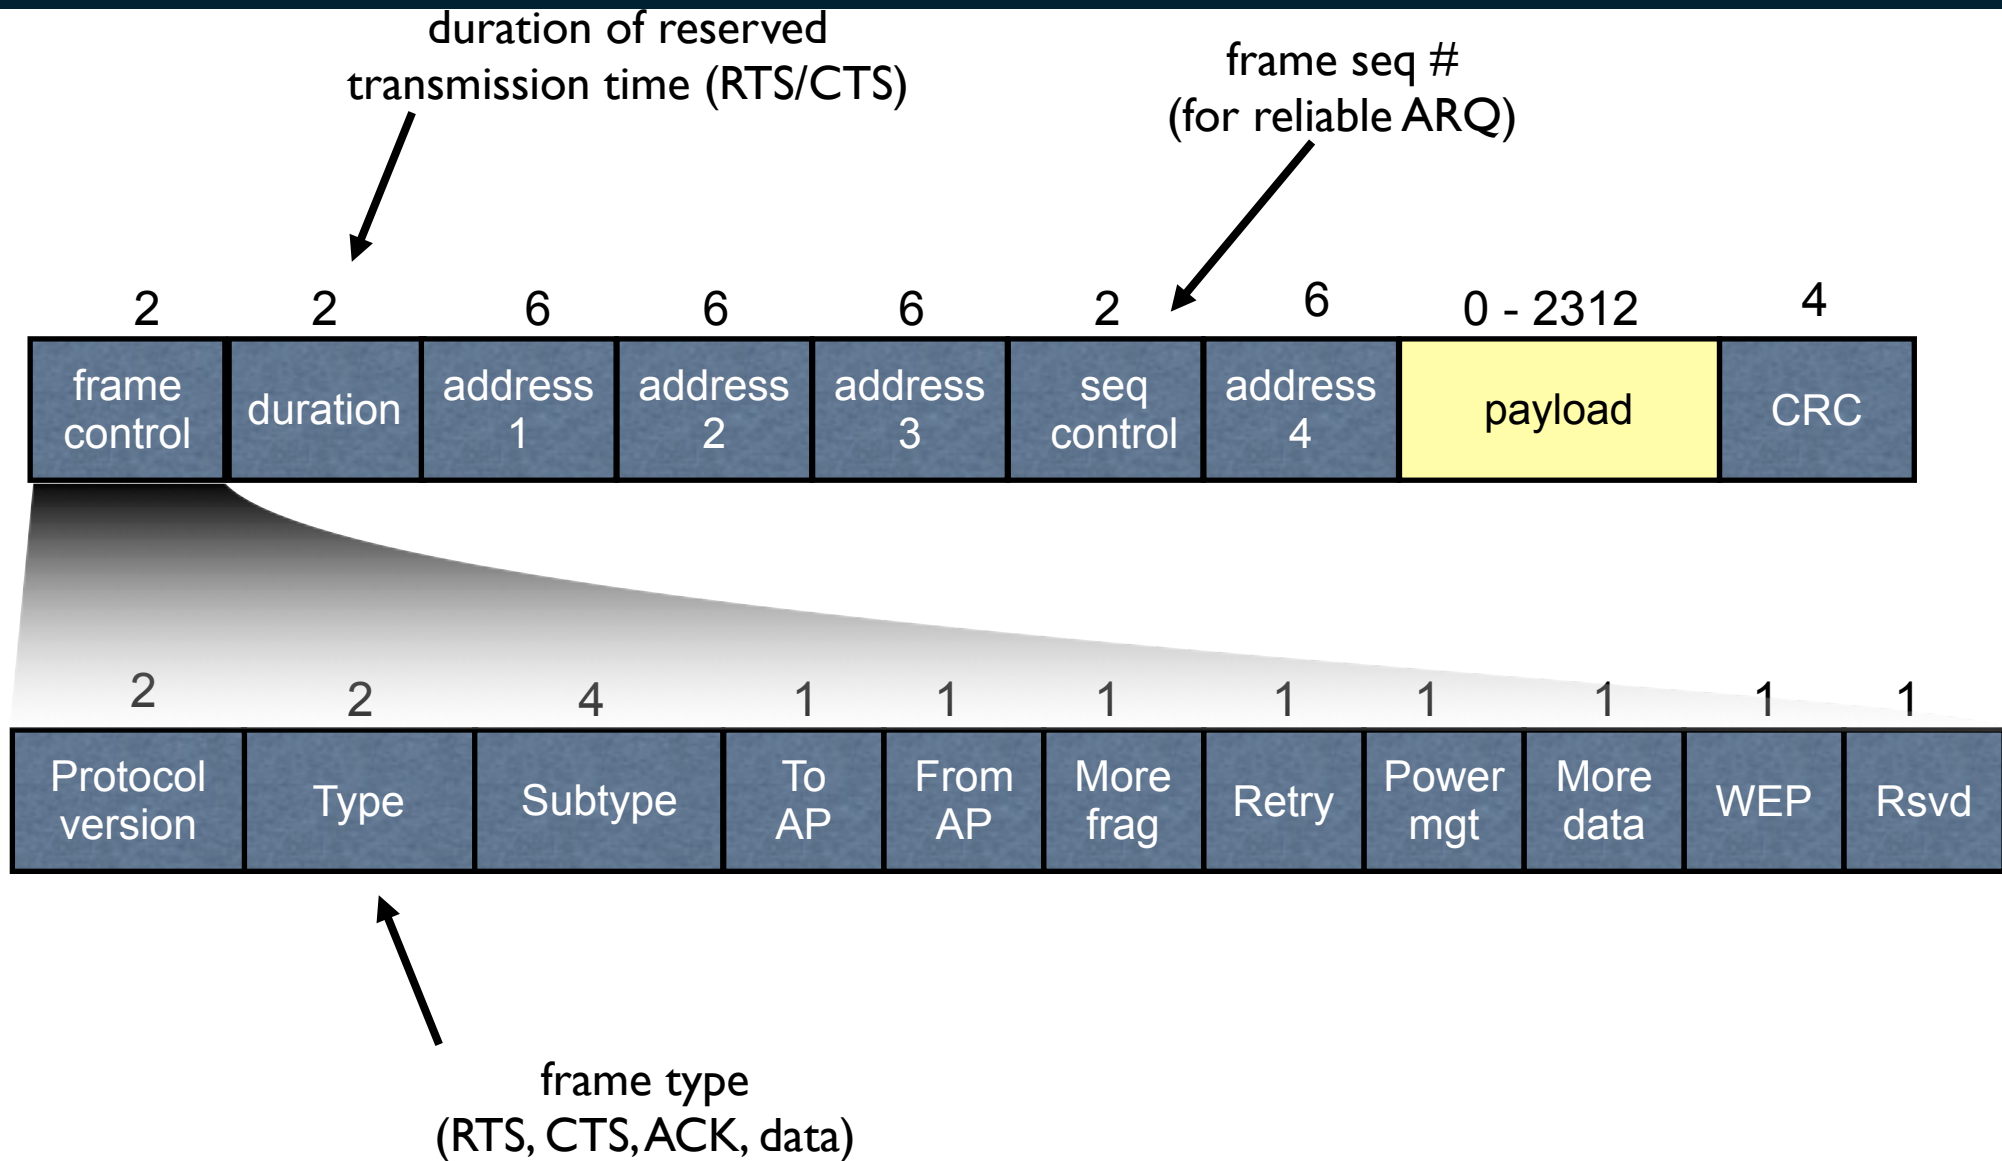 duration of reserved
transmission time (RTS/CTS)
frame seq #
(for reliable ARQ)
2 2 6 6 6 2 6 0 - 2312 4
frame
control
duration
address
1
address
2
address
3
seq
control
address
4
payload
CRC
2 2 4 1 1 1 1 1 1 1 1
Protocol
version
Type
Subtype
To
AP
From
AP
More
frag
Retry
Power
mgt
More
data
WEP
Rsvd
frame type
(RTS, CTS, ACK, data)